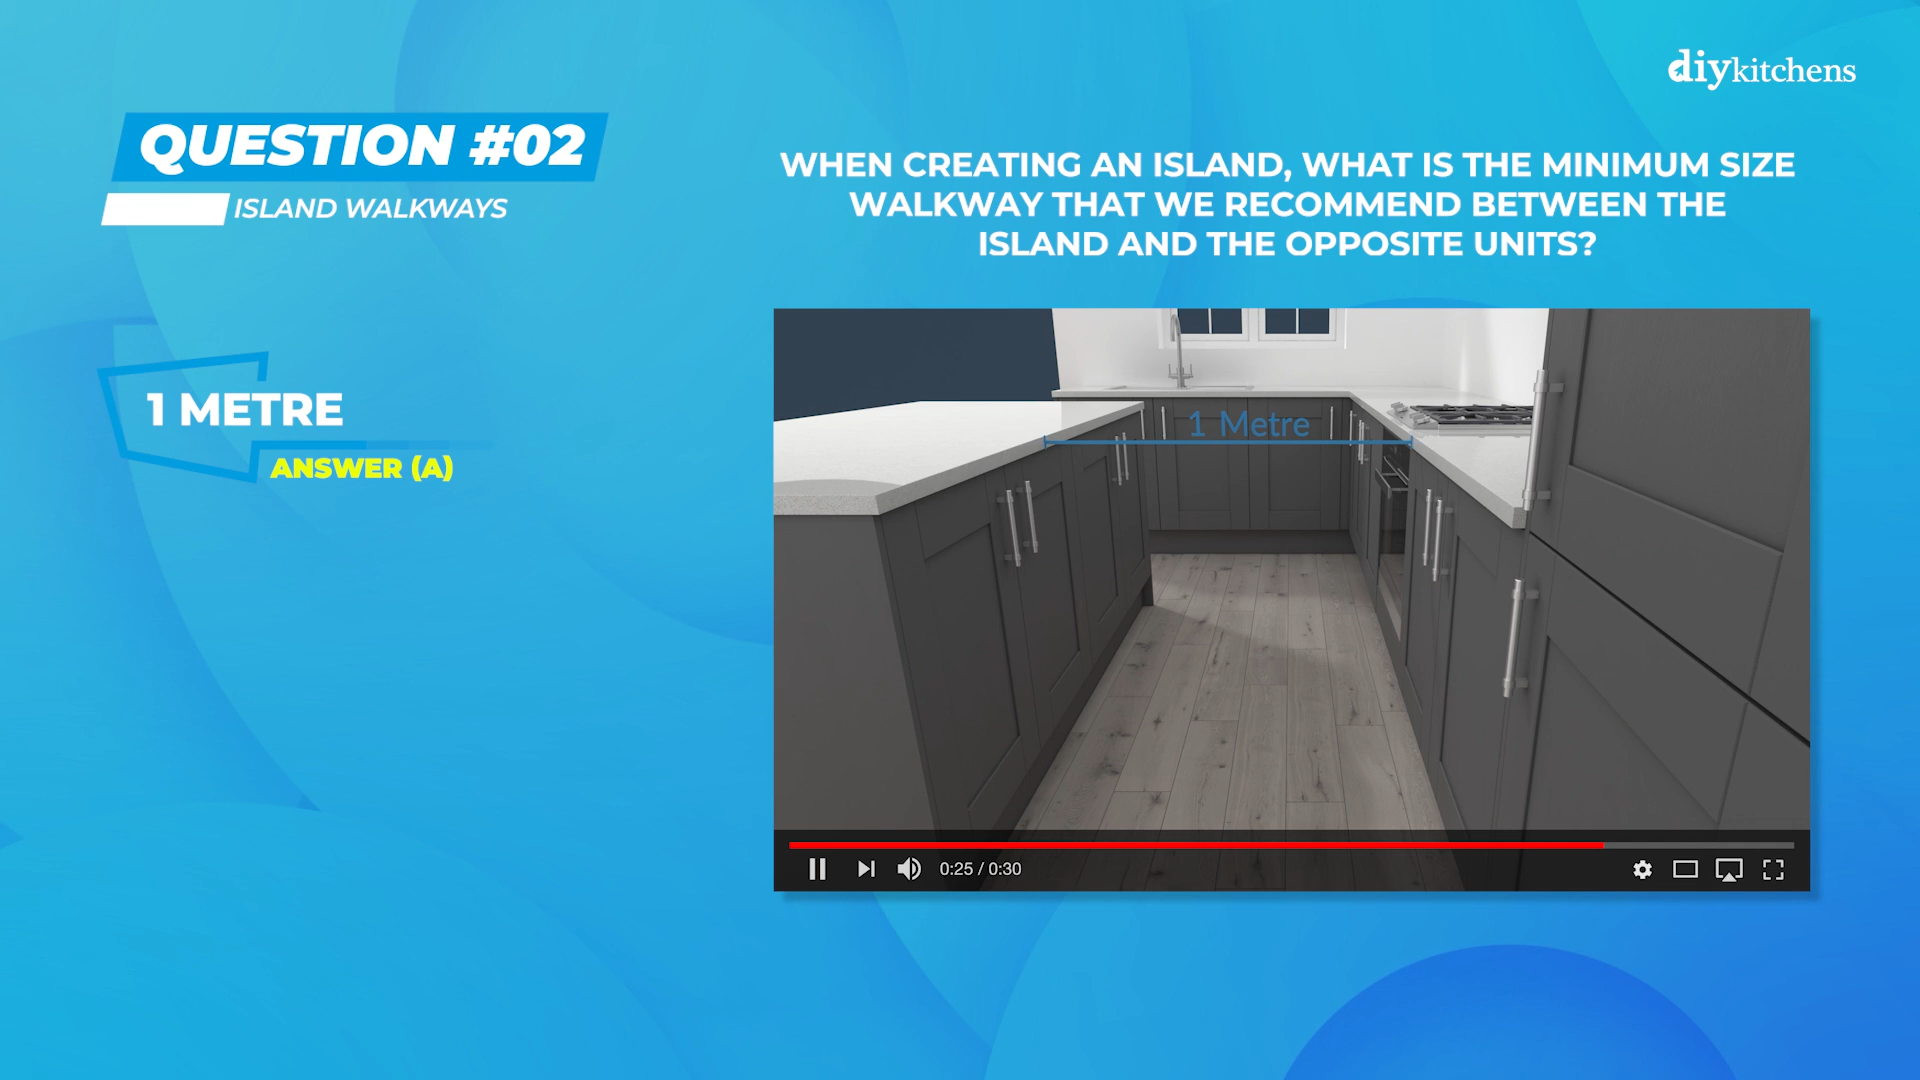 diykitchens
QUESTION #02
ISLAND WALKWAYS
WHEN CREATING AN ISLAND, WHAT IS THE MINIMUM SIZE
WALKWAY THAT WE RECOMMEND BETWEEN THE
ISLAND AND THE OPPOSITE UNITS?
1 METRE
ANSWER (A)
1 Metre
0:25 / 0:30